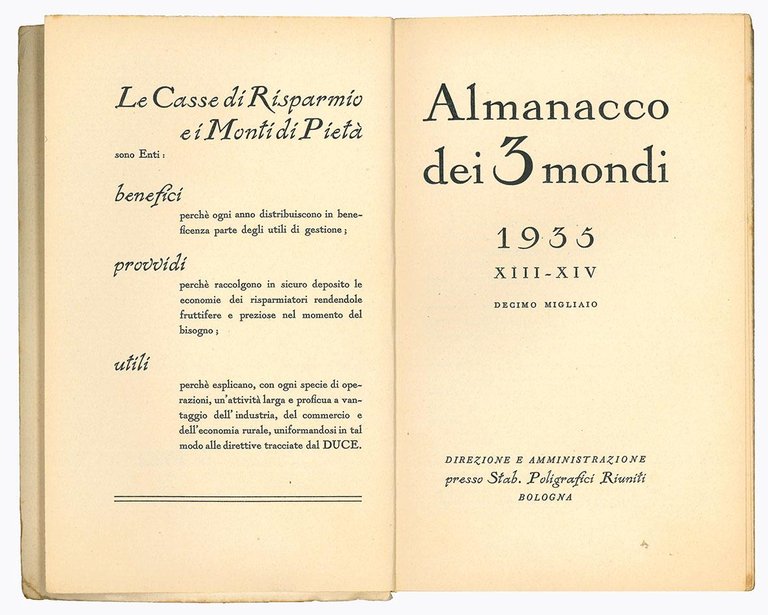 Le Casse di Risparmio
e i Monti di Pietà
sono Enti :
benefici
perchè ogni anno distribuiscono in bene-
ficenza parte degli utili di gestione ;
provvidi
perchè raccolgono in sicuro deposito le
economie dei risparmiatori rendendole
fruttifere e preziose nel momento del
bisogno ;
utili
perchè esplicano, con ogni specie di ope-
razioni, un'attività larga e proficua a van-
taggio dell'industria, del commercio e
dell'economia rurale, uniformandosi in tal
modo alle direttive tracciate dal DUCE.
Almanacco
dei 3 mondi
1935
XIII-XIV
DECIMO MIGLIAIO
DIREZIONE E AMMINISTRAZIONE
presso Stab. Poligrafici Riuniti
BOLOGNA